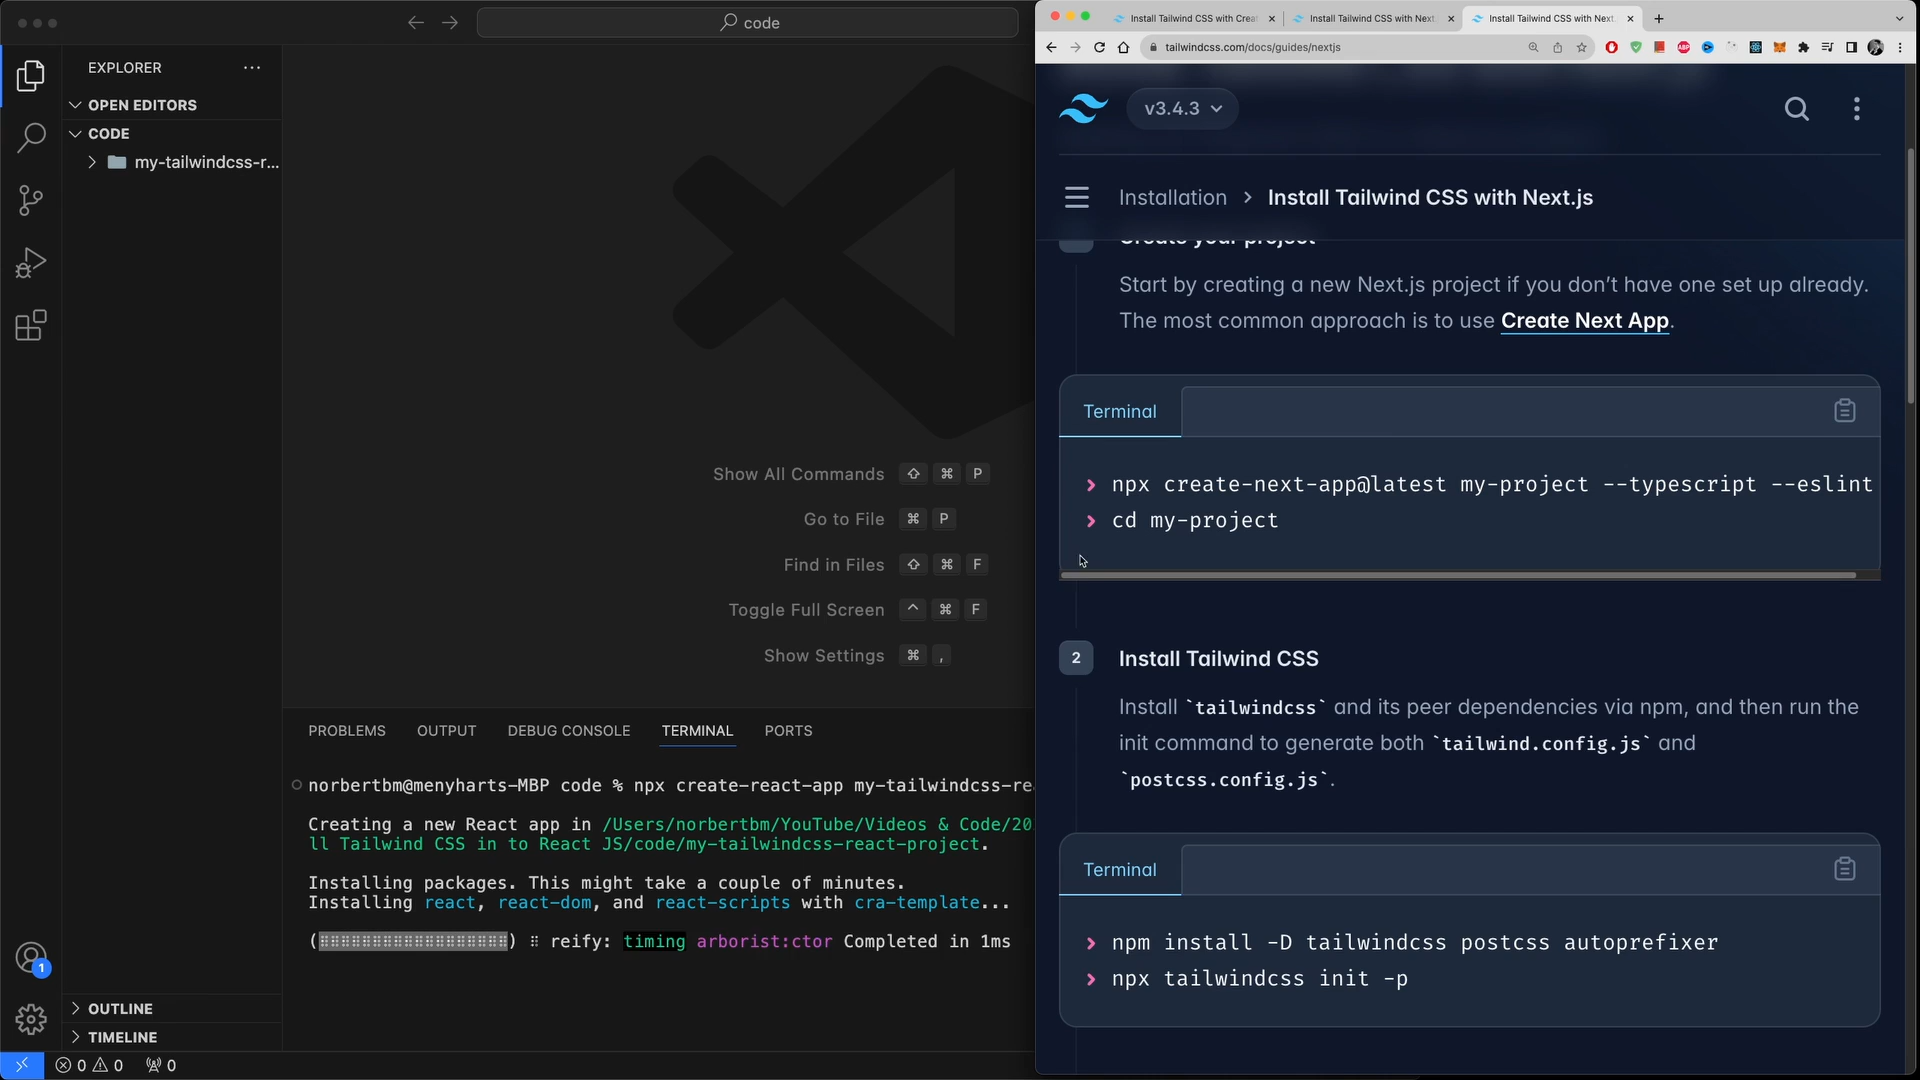 code
EXPLORER
OPEN EDITORS
CODE
my-tailwindcss-r...
Show All Commands ⇧ ⌘ P
Go to File ⌘ P
Find in Files ⇧ ⌘ F
Toggle Full Screen ^ ⌘ F
Show Settings ⌘ ,
PROBLEMS OUTPUT DEBUG CONSOLE TERMINAL PORTS
norbertbm@menyharts-MBP code % npx create-react-app my-tailwindcss-re
Creating a new React app in /Users/norbertbm/YouTube/Videos & Code/20
ll Tailwind CSS in to React JS/code/my-tailwindcss-react-project.
Installing packages. This might take a couple of minutes.
Installing react, react-dom, and react-scripts with cra-template...
reify: timing arborist:ctor Completed in 1ms
1
OUTLINE
TIMELINE
0 0 0
Install Tailwind CSS with Crea
Install Tailwind CSS with Next.
Install Tailwind CSS with Next.
tailwindcss.com/docs/guides/nextjs
ABP
v3.4.3
Installation > Install Tailwind CSS with Next.js
Create your project
Start by creating a new Next.js project if you don’t have one set up already.
The most common approach is to use Create Next App.
Terminal
> npx create-next-app@latest my-project --typescript --eslint
> cd my-project
2
Install Tailwind CSS
Install `tailwindcss` and its peer dependencies via npm, and then run the
init command to generate both `tailwind.config.js` and
`postcss.config.js`.
Terminal
> npm install -D tailwindcss postcss autoprefixer
> npx tailwindcss init -p